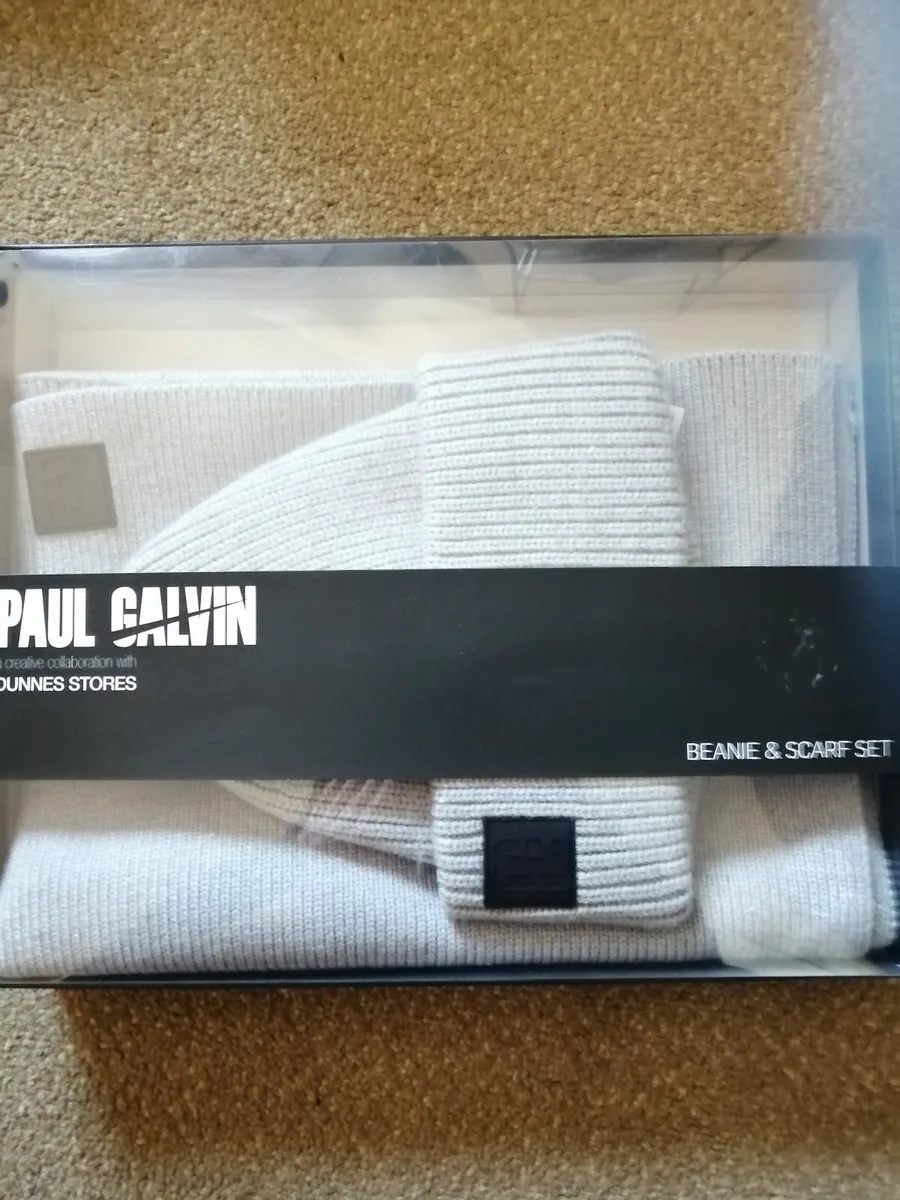 PAUL GALVIN
a creative collaboration with
DUNNES STORES
BEANIE & SCARF SET